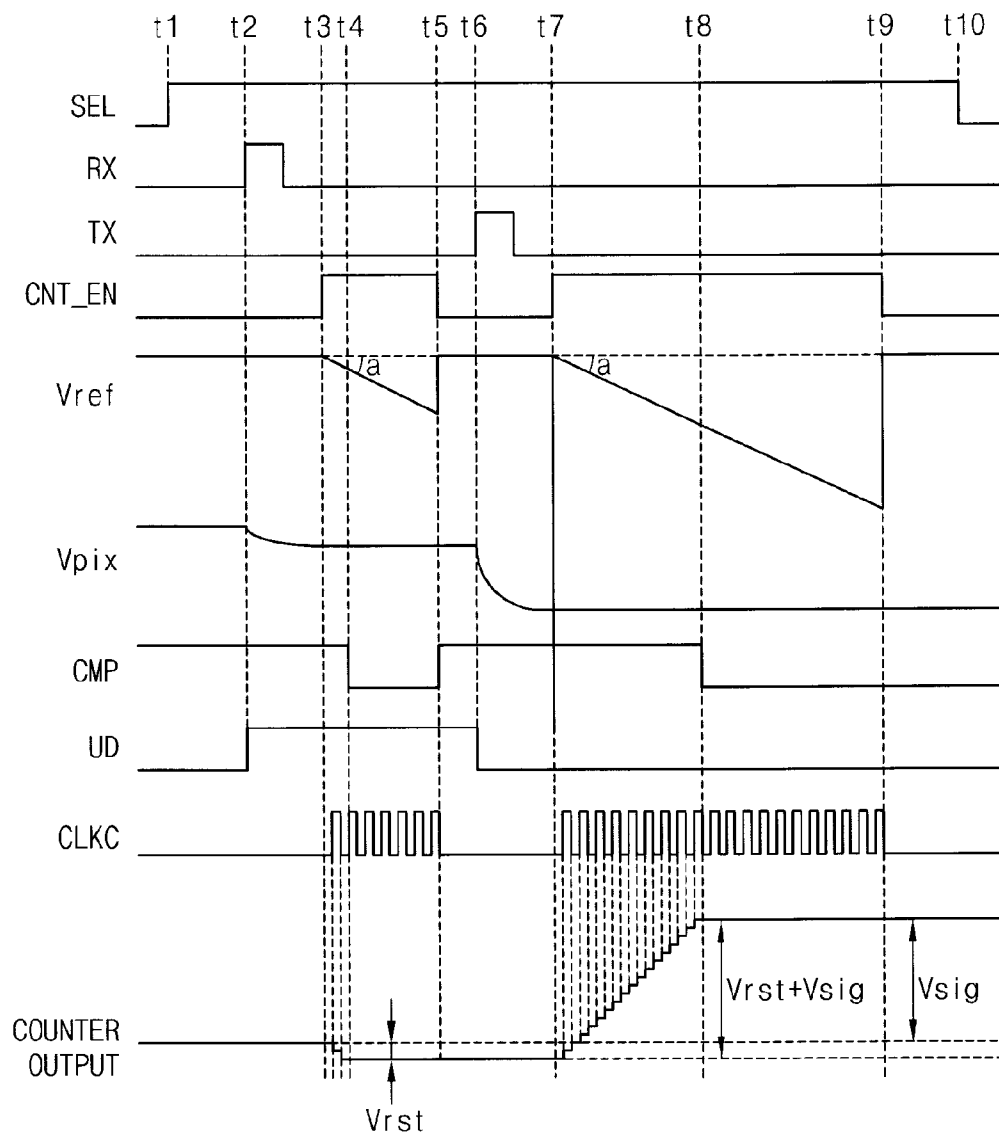 t1 t2 t3 t4 t5 t6 t7 t8 t9 t10
SEL
RX
TX
CNT_EN
a a
Vref
Vpix
CMP
UD
CLKC
Vrst+Vsig Vsig
COUNTER
OUTPUT
Vrst